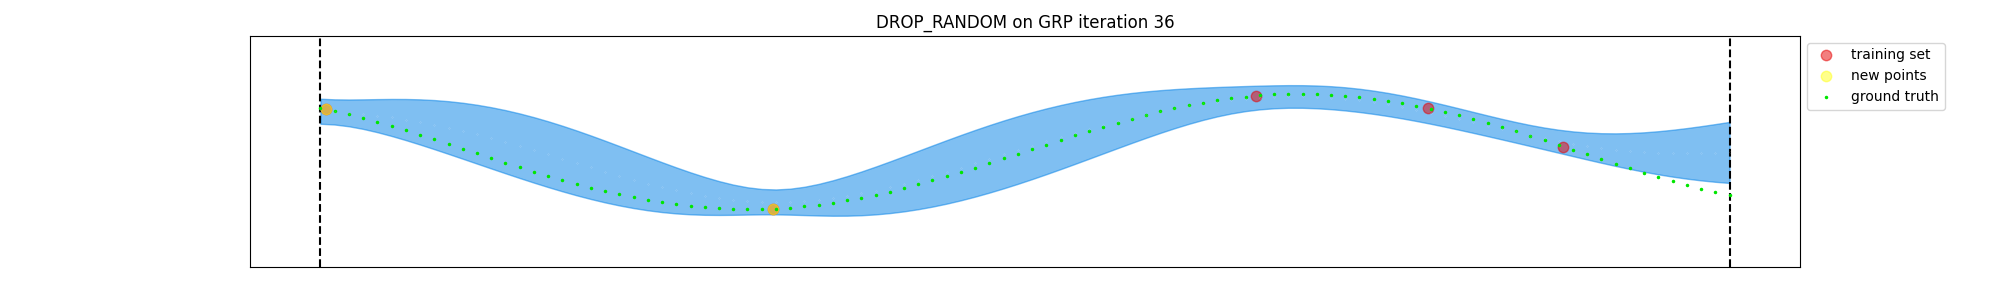 DROP_RANDOM on GRP iteration 36
training set
new points
ground truth